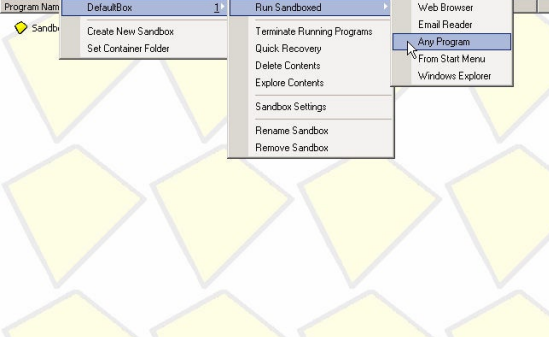 Program Name
Sandb
DefaultBox 1
Create New Sandbox
Set Container Folder
Run Sandboxed
Terminate Running Programs
Quick Recovery
Delete Contents
Explore Contents
Sandbox Settings
Rename Sandbox
Remove Sandbox
Web Browser
Email Reader
Any Program
From Start Menu
Windows Explorer